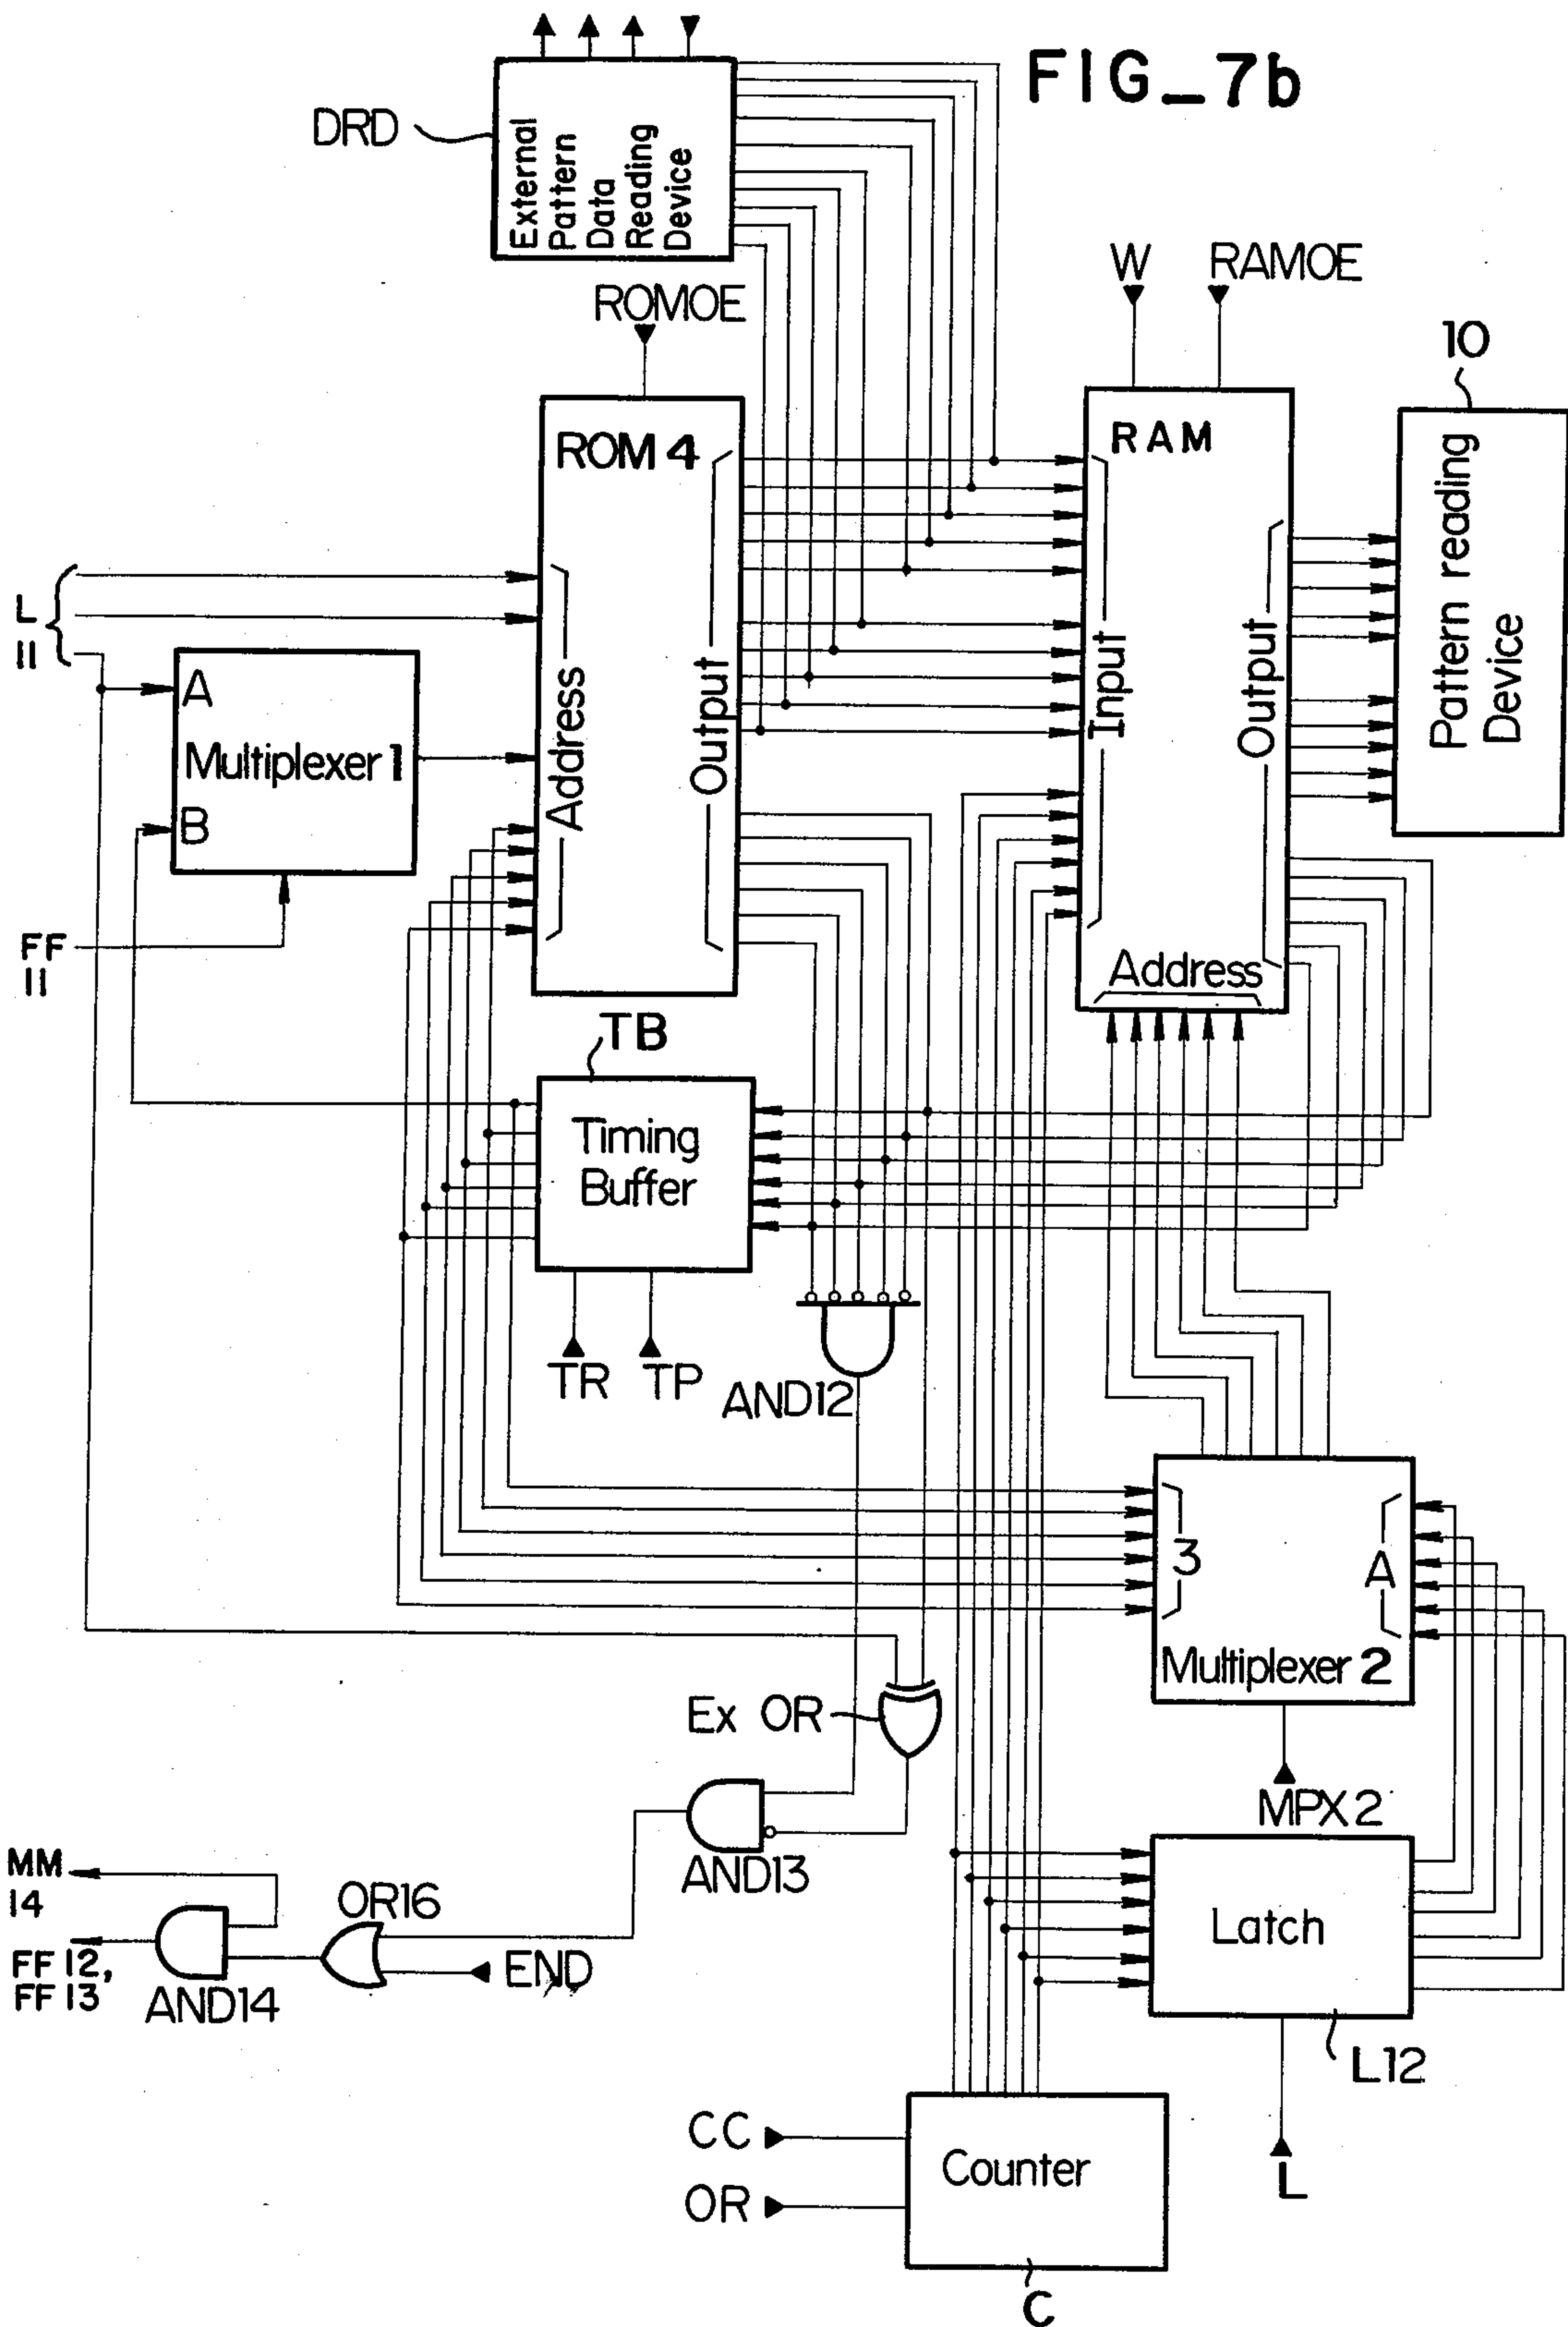 FIG_7b
DRD
External
Pattern
Data
Reading
Device
ROMOE
W
RAMOE
10
ROM 4
RAM
Pattern reading
Device
L
11
A
Multiplexer 1
B
Address
Output
Input
Output
FF
11
Address
TB
Timing
Buffer
TR
TP
AND12
3
A
Multiplexer 2
Ex OR
MPX2
AND13
MM
14
OR16
Latch
FF 12,
FF 13
END
AND14
L12
CC
Counter
L
OR
C